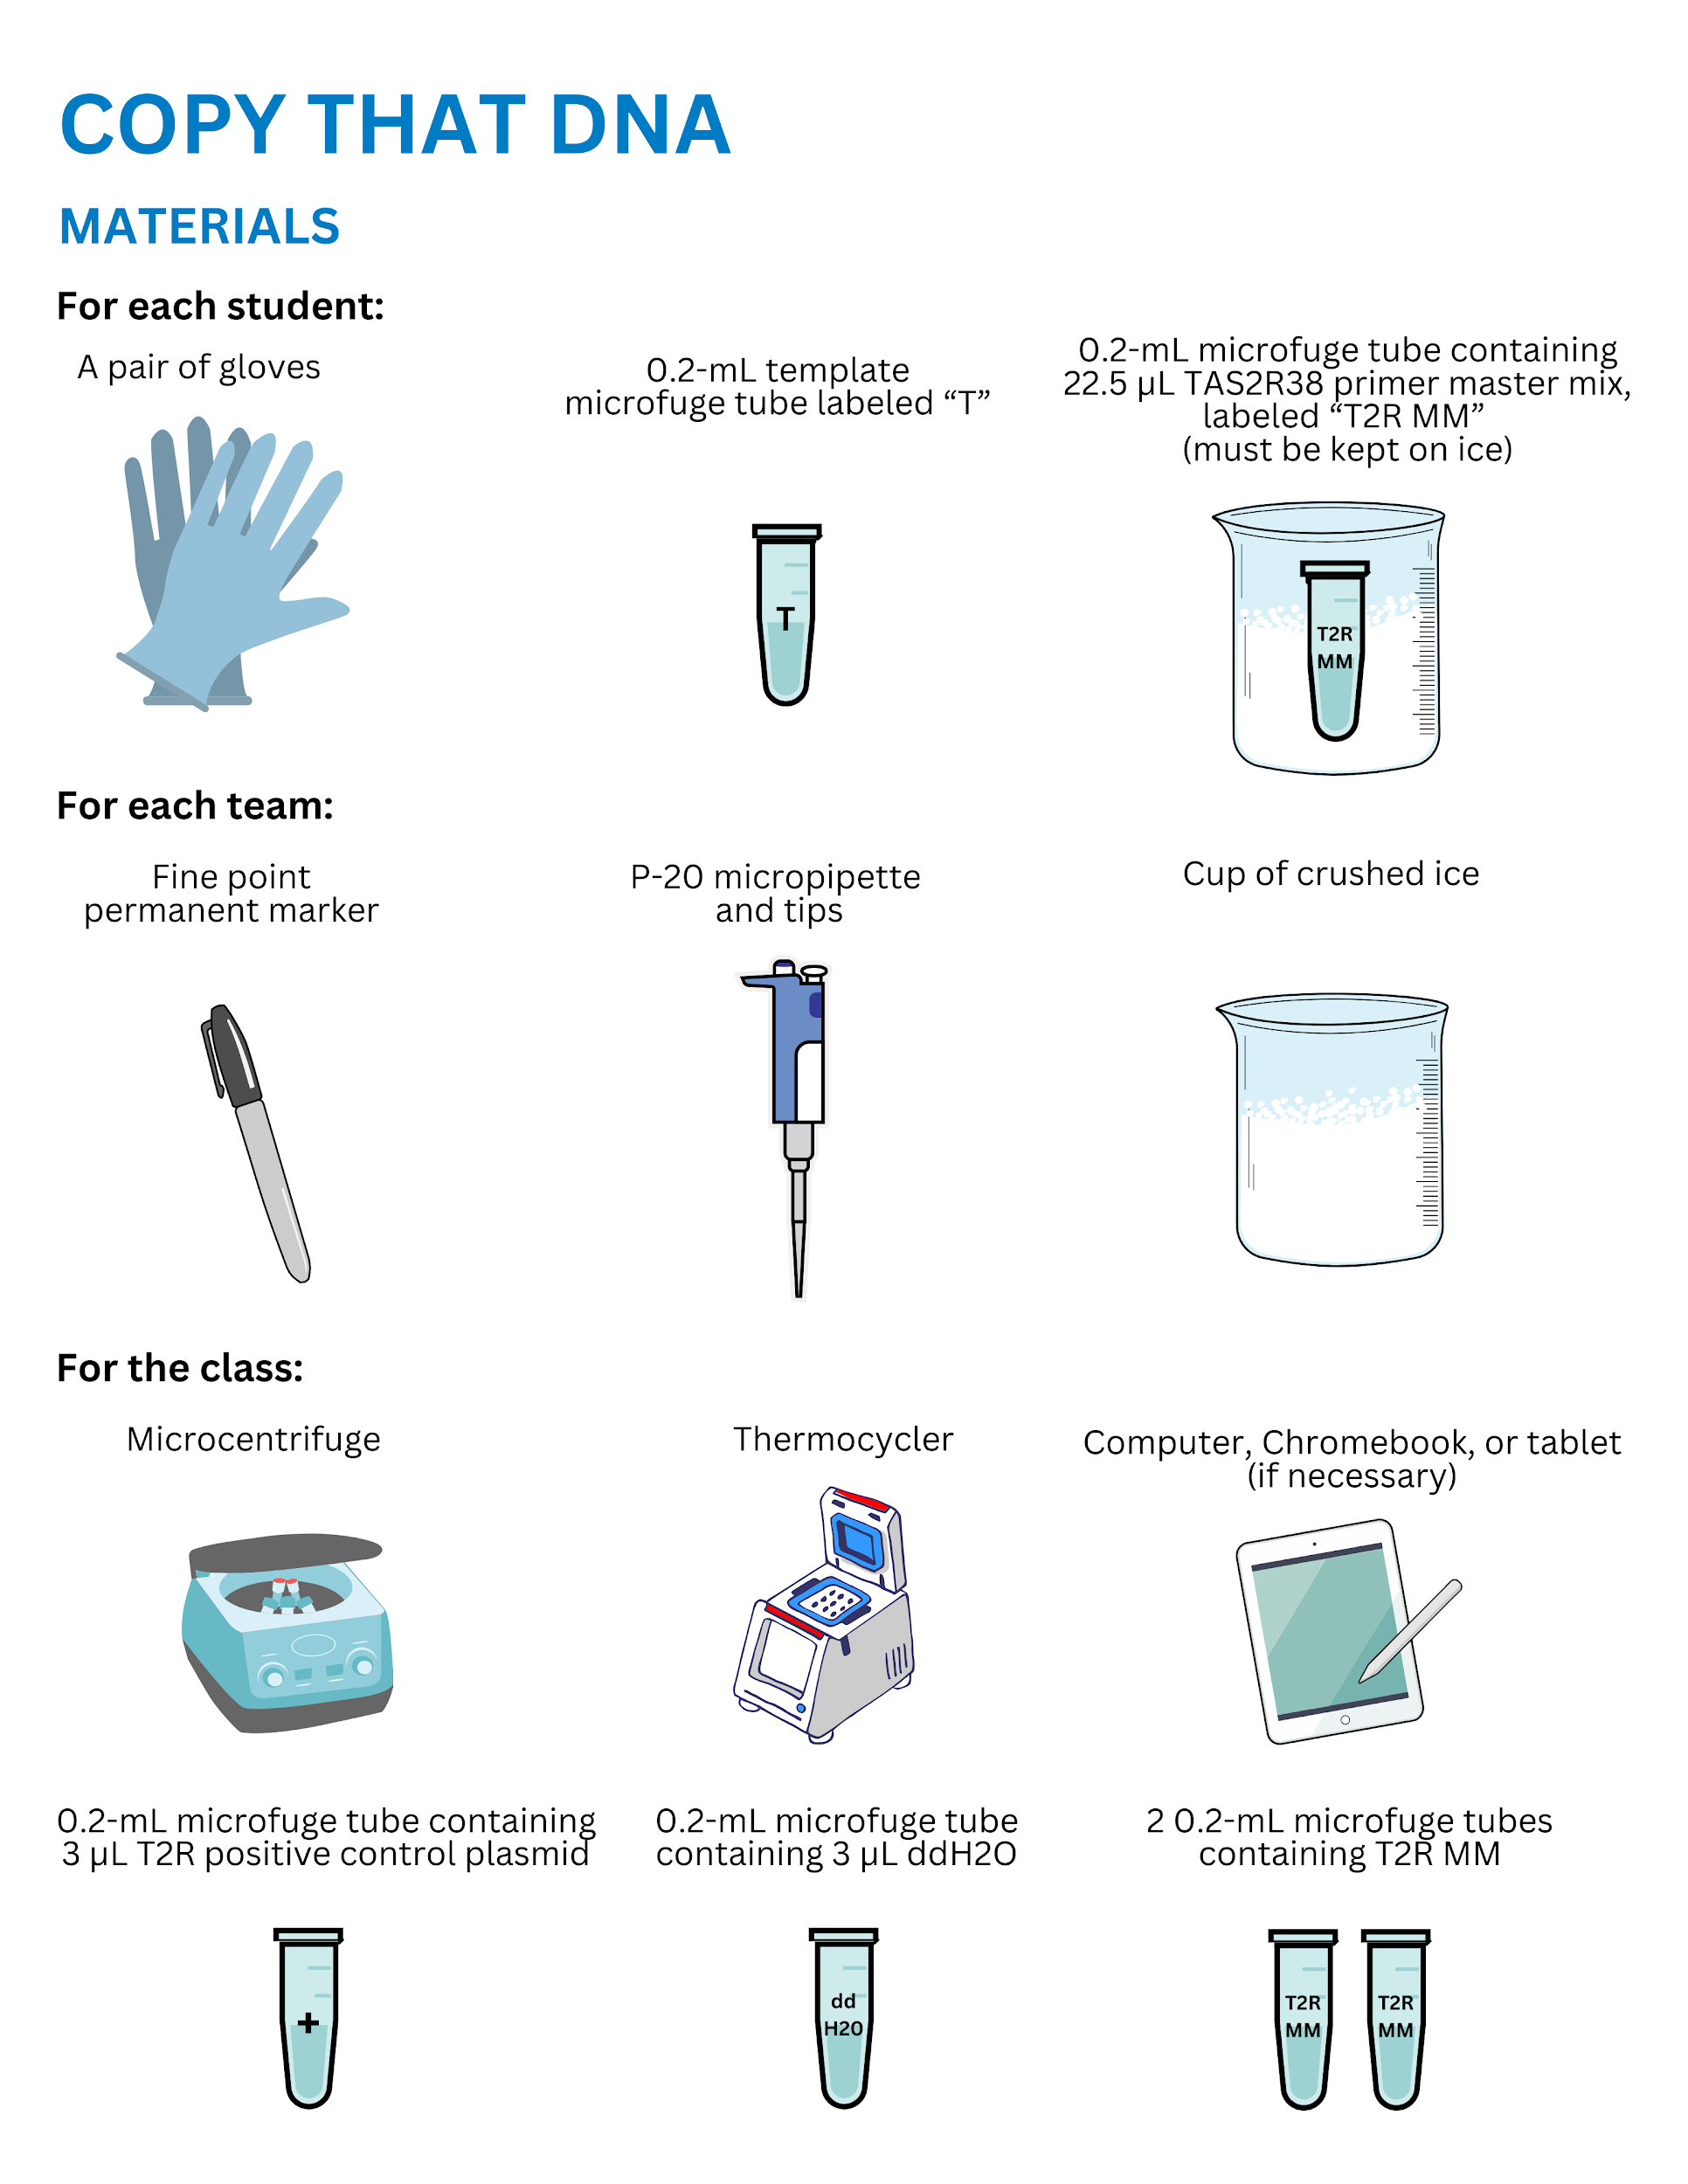 COPY THAT DNA
MATERIALS
For each student:
A pair of gloves
0.2-mL template
microfuge tube labeled “T”
0.2-mL microfuge tube containing
22.5 µL TAS2R38 primer master mix,
labeled “T2R MM”
(must be kept on ice)
T
T2R
MM
For each team:
Fine point
permanent marker
P-20 micropipette
and tips
Cup of crushed ice
For the class:
Microcentrifuge
Thermocycler
Computer, Chromebook, or tablet
(if necessary)
0.2-mL microfuge tube containing
3 µL T2R positive control plasmid
0.2-mL microfuge tube
containing 3 µL ddH2O
2 0.2-mL microfuge tubes
containing T2R MM
+
dd
H2O
T2R
MM
T2R
MM